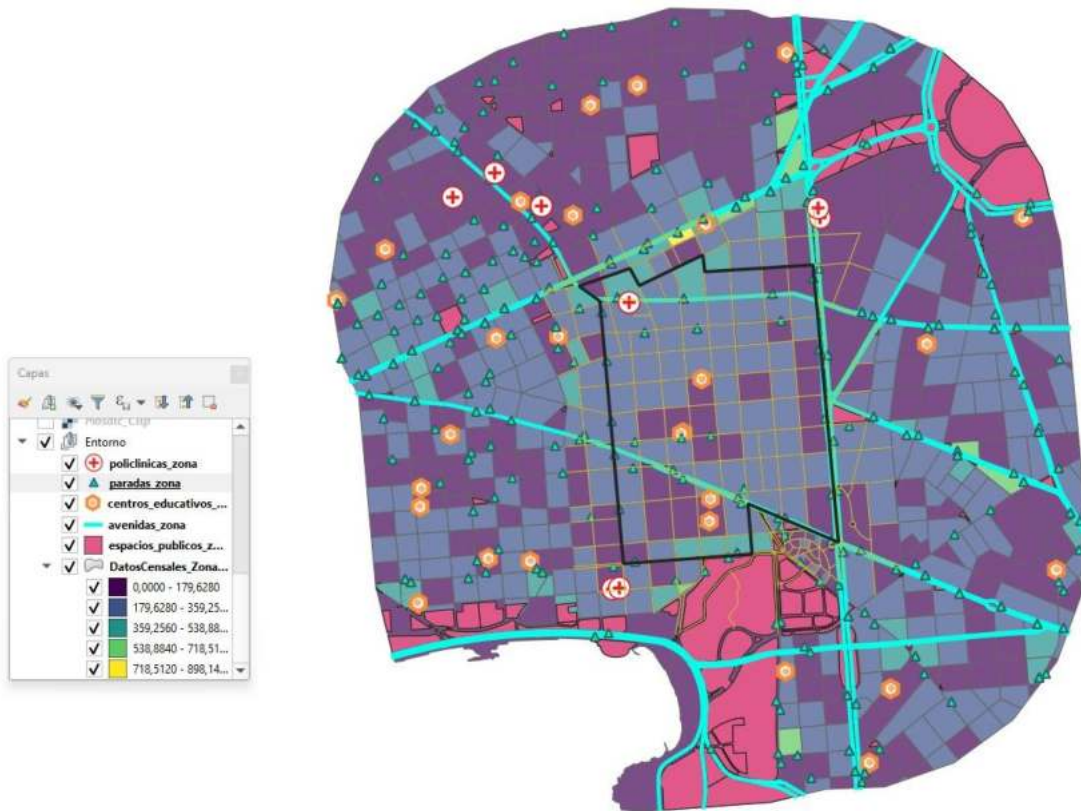 Capas
Mosaic_Clip
Entorno
policlinicas_zona
paradas_zona
centros_educativos_...
avenidas_zona
espacios_publicos_z...
DatosCensales_Zona...
0,0000 - 179,6280
179,6280 - 359,25...
359,2560 - 538,88...
538,8840 - 718,51...
718,5120 - 898,14...